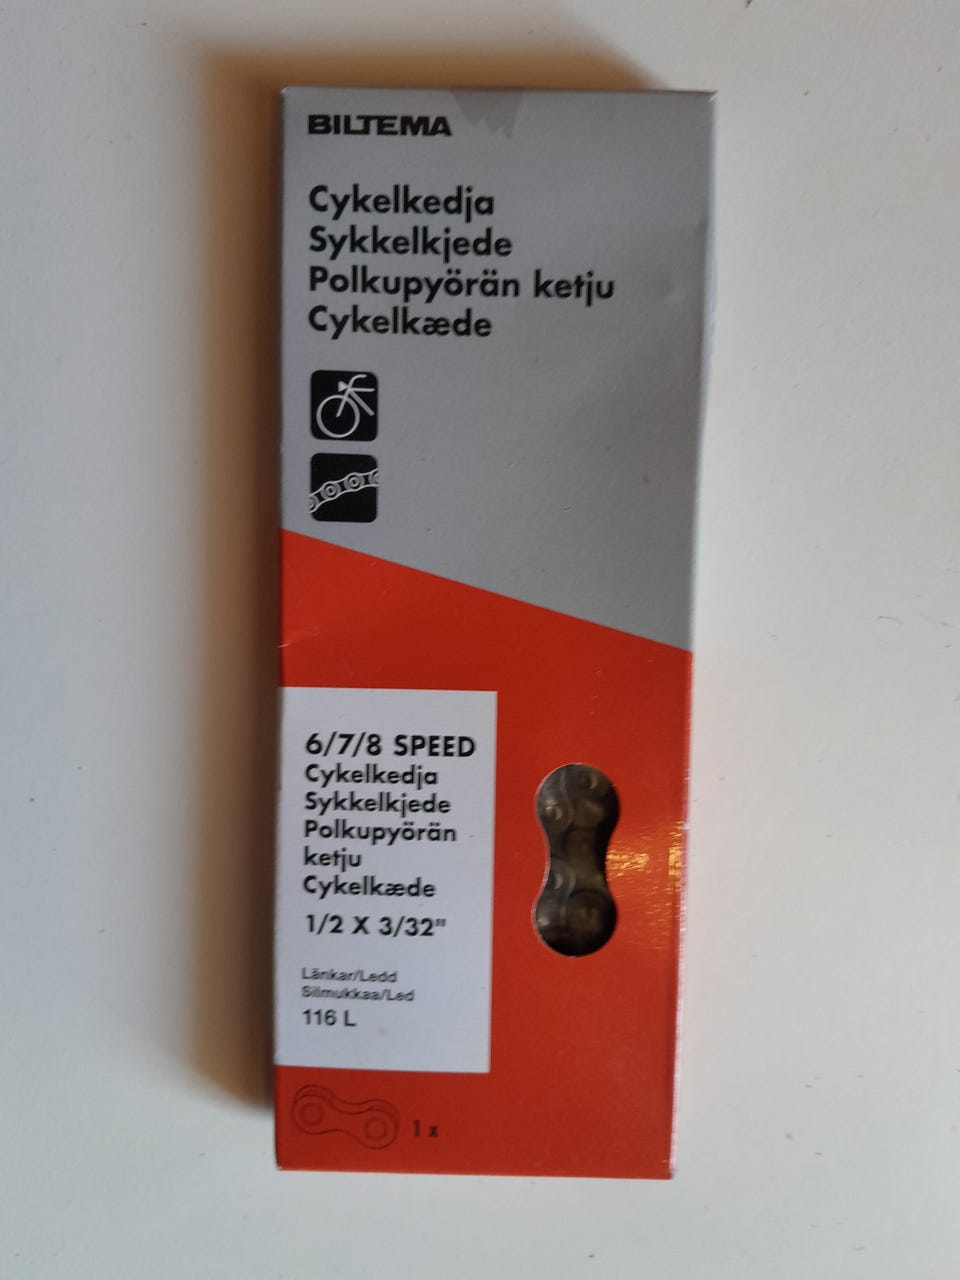 BILTEMA
Cykelkedja
Sykkelkjede
Polkupyörän ketju
Cykelkæde
6/7/8 SPEED
Cykelkedja
Sykkelkjede
Polkupyörän
ketju
Cykelkæde
1/2 X 3/32"
Länkar/Ledd
Silmukkaa/Led
116 L
1 x